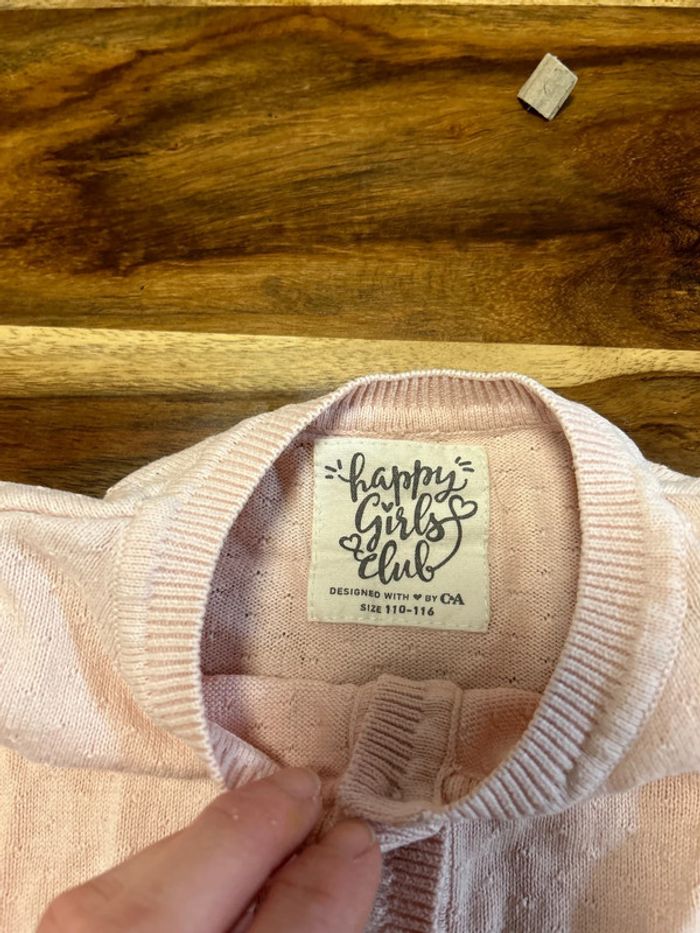 happy
Girls
Club
DESIGNED WITH ♥ BY C&A
SIZE 110-116